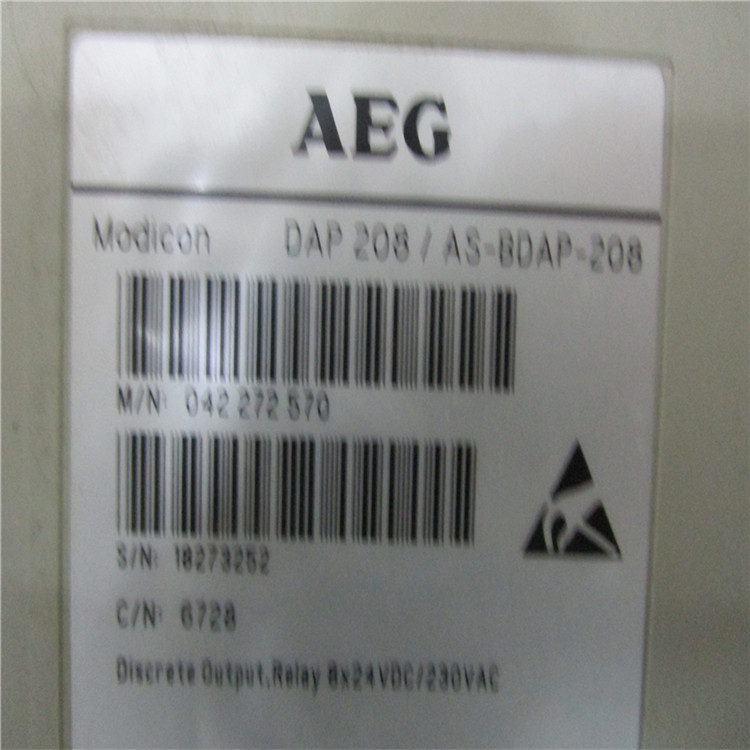 AEG
Modicon DAP 208 / AS-BDAP-208
M/N: 042 272 570
S/N: 18273252
C/N: 6728
Discrete Output,Relay 8x24VDC/230VAC